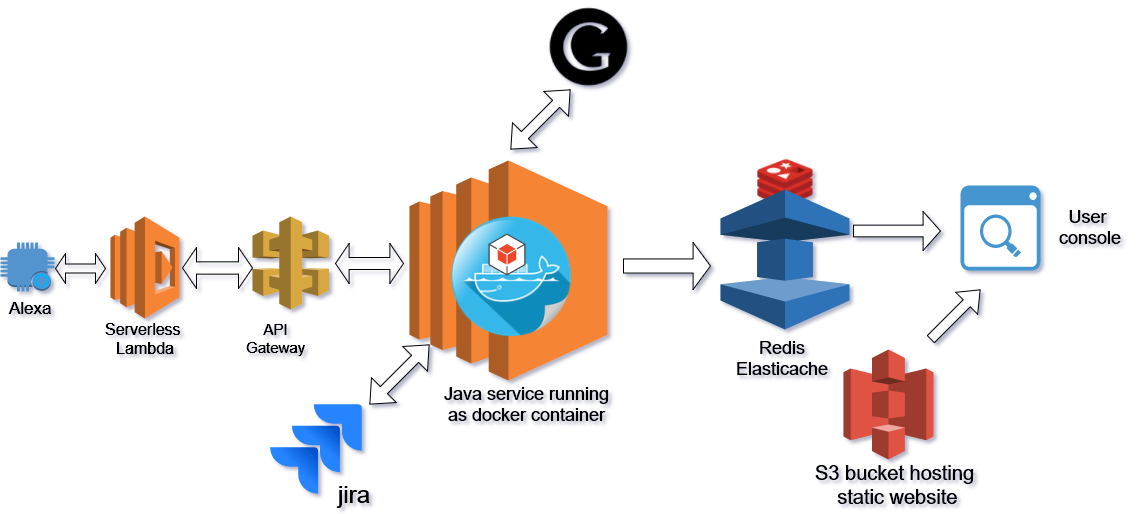 G
Alexa
Serverless
Lambda
API
Gateway
Java service running
as docker container
jira
Redis
Elasticache
User
console
S3 bucket hosting
static website